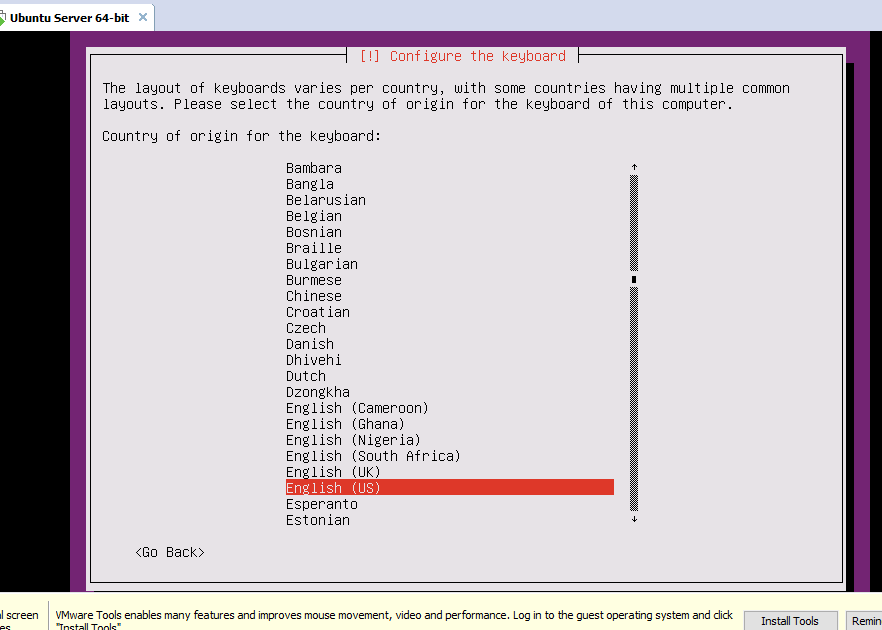 Ubuntu Server 64-bit ×
[!] Configure the keyboard
The layout of keyboards varies per country, with some countries having multiple common
layouts. Please select the country of origin for the keyboard of this computer.
Country of origin for the keyboard:
Bambara
Bangla
Belarusian
Belgian
Bosnian
Braille
Bulgarian
Burmese
Chinese
Croatian
Czech
Danish
Dhivehi
Dutch
Dzongkha
English (Cameroon)
English (Ghana)
English (Nigeria)
English (South Africa)
English (UK)
English (US)
Esperanto
Estonian
<Go Back>
screen
VMware Tools enables many features and improves mouse movement, video and performance. Log in to the guest operating system and click
"Install Tools"
Install Tools
Remin